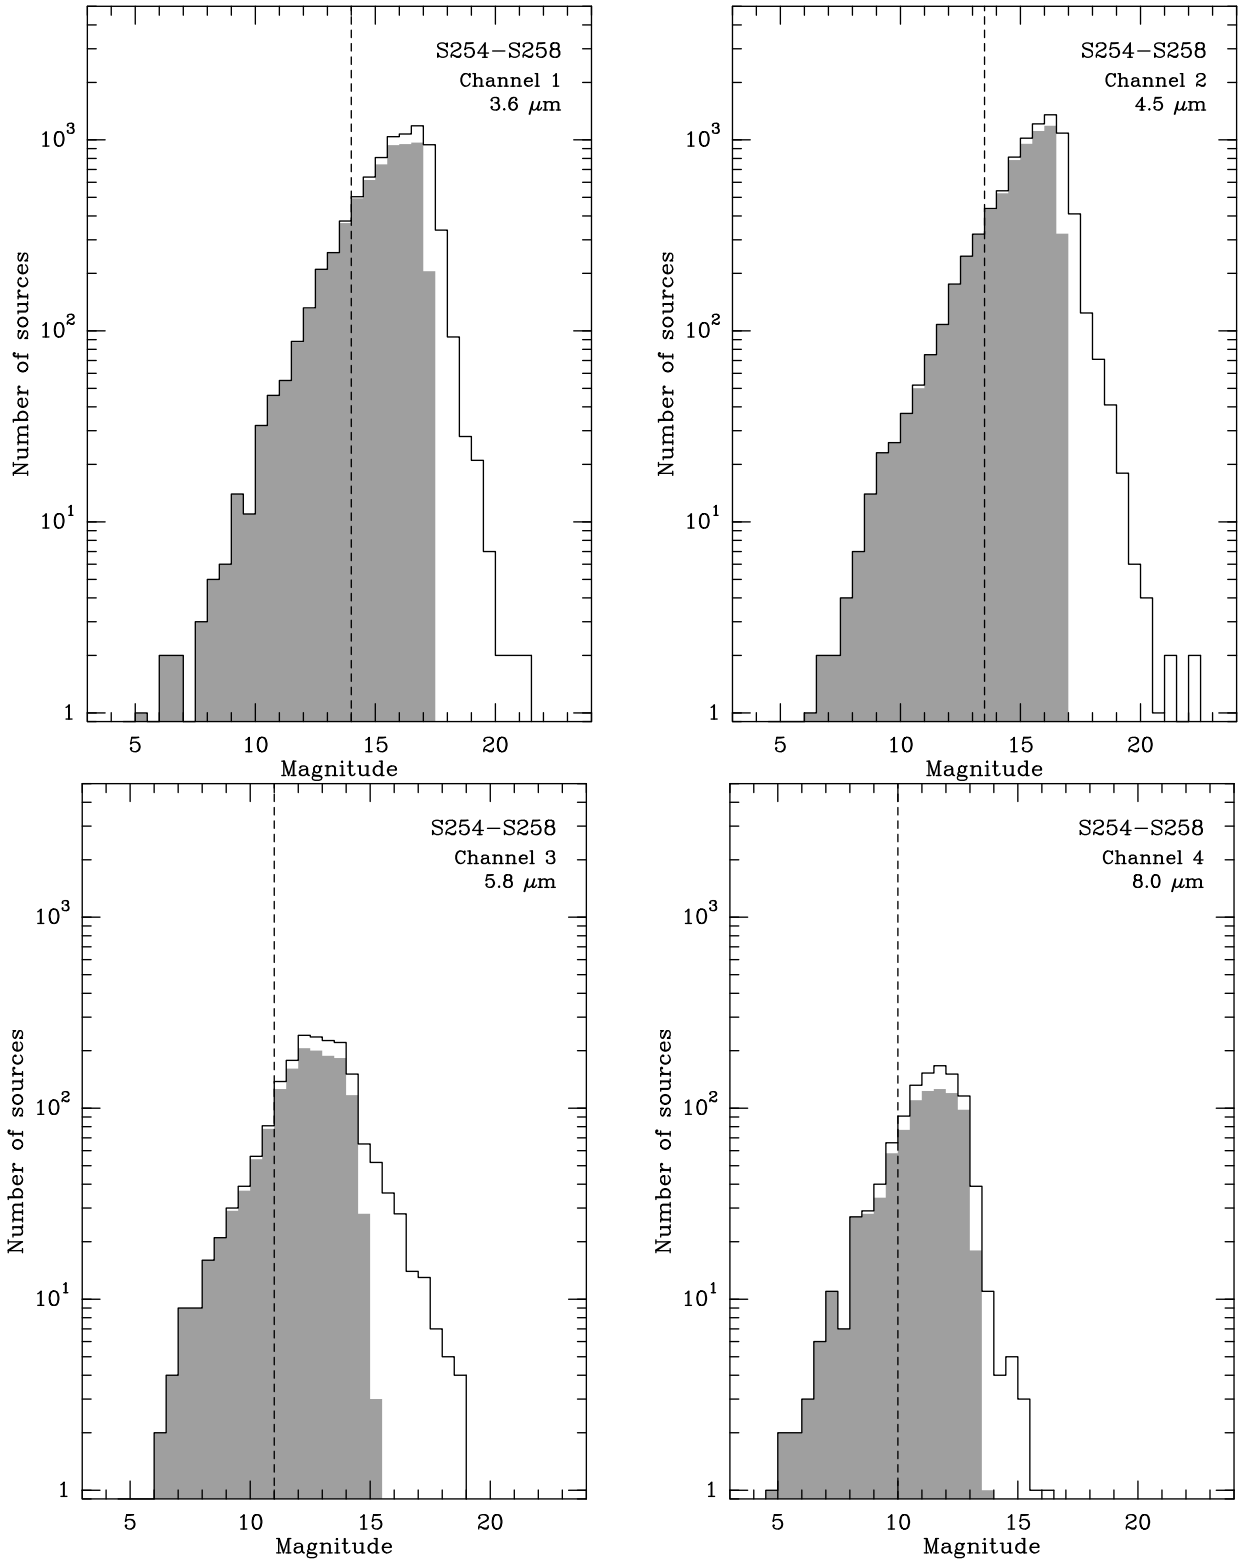 S254−S258
Channel 1
3.6 μm
Number of sources
10³
10²
10¹
1
5 10 15 20
Magnitude
S254−S258
Channel 2
4.5 μm
Number of sources
10³
10²
10¹
1
5 10 15 20
Magnitude
S254−S258
Channel 3
5.8 μm
Number of sources
10³
10²
10¹
1
5 10 15 20
Magnitude
S254−S258
Channel 4
8.0 μm
Number of sources
10³
10²
10¹
1
5 10 15 20
Magnitude